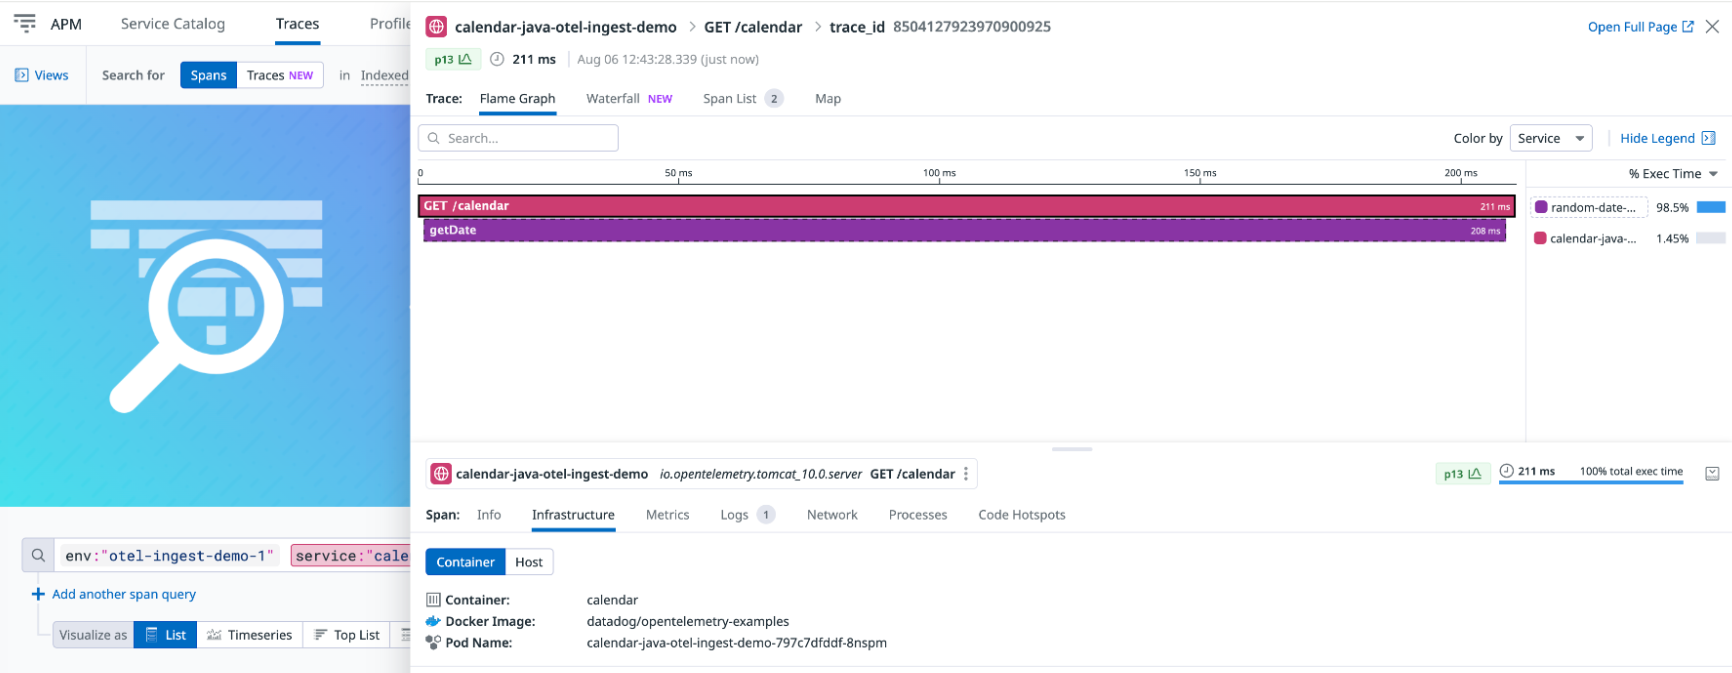 APM Service Catalog Traces Profile
Views Search for Spans Traces NEW in Indexed
env:"otel-ingest-demo-1" service:"cale
Add another span query
Visualize as List Timeseries Top List
calendar-java-otel-ingest-demo > GET /calendar > trace_id 8504127923970900925
Open Full Page
p13 211 ms Aug 06 12:43:28.339 (just now)
Trace: Flame Graph Waterfall NEW Span List 2 Map
Search...
Color by Service Hide Legend
0 50 ms 100 ms 150 ms 200 ms
% Exec Time
GET /calendar 211 ms
getDate 208 ms
random-date-... 98.5%
calendar-java-... 1.45%
calendar-java-otel-ingest-demo io.opentelemetry.tomcat_10.0.server GET /calendar
p13 211 ms 100% total exec time
Span: Info Infrastructure Metrics Logs 1 Network Processes Code Hotspots
Container Host
Container: calendar
Docker Image: datadog/opentelemetry-examples
Pod Name: calendar-java-otel-ingest-demo-797c7dfddf-8nspm